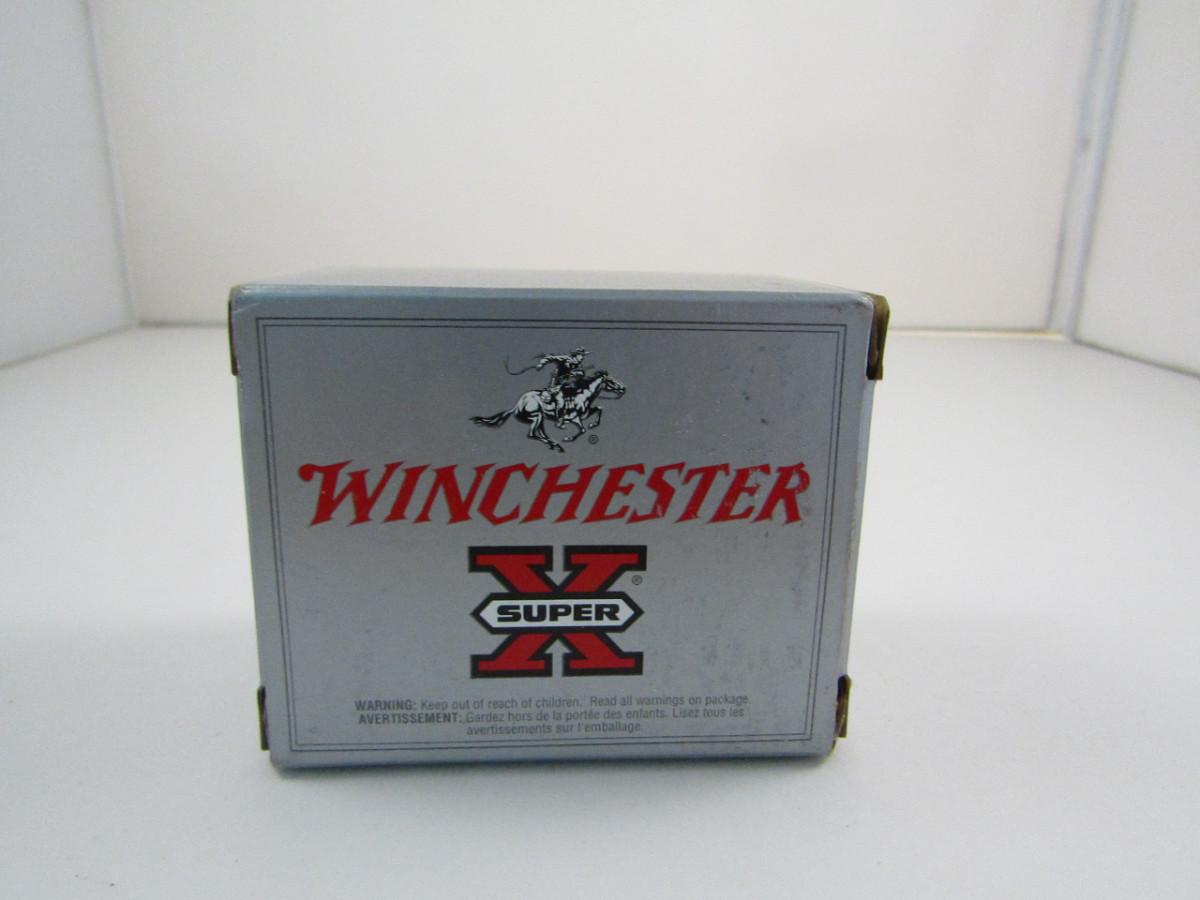 ®
WINCHESTER
®
SUPER
X
WARNING: Keep out of reach of children. Read all warnings on package.
AVERTISSEMENT: Gardez hors de la portée des enfants. Lisez tous les
avertissements sur l'emballage.